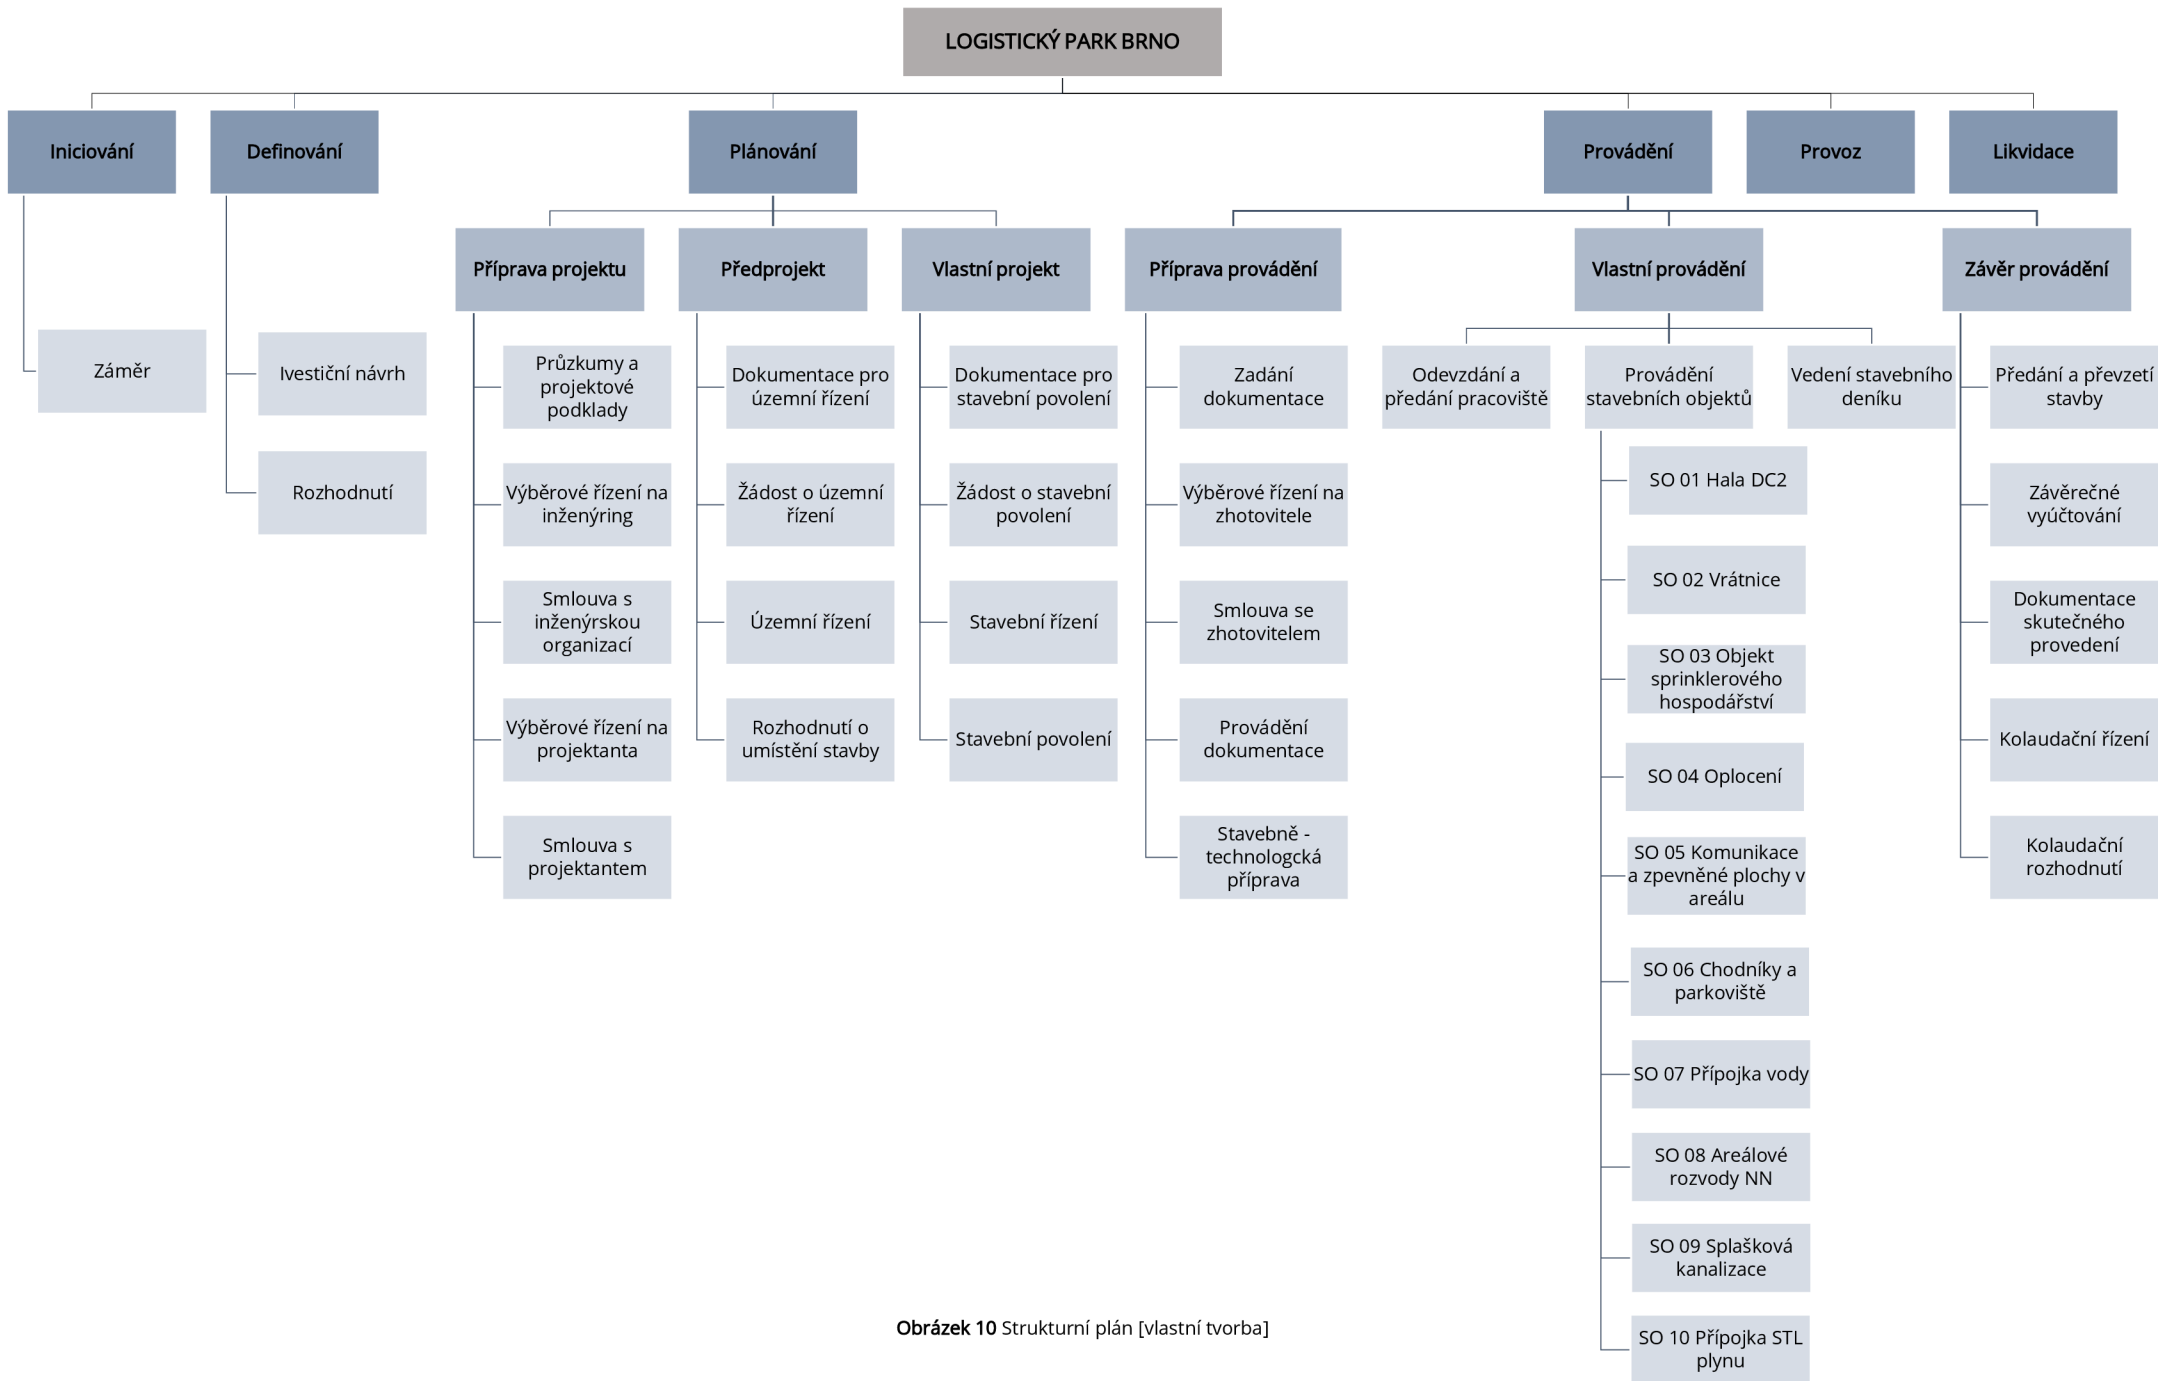 LOGISTICKÝ PARK BRNO
Iniciování
Definování
Plánování
Provádění
Provoz
Likvidace
Příprava projektu
Předprojekt
Vlastní projekt
Příprava provádění
Vlastní provádění
Závěr provádění
Záměr
Ivestiční návrh
Rozhodnutí
Průzkumy a
projektové
podklady
Výběrové řízení na
inženýring
Smlouva s
inženýrskou
organizací
Výběrové řízení na
projektanta
Smlouva s
projektantem
Dokumentace pro
územní řízení
Žádost o územní
řízení
Územní řízení
Rozhodnutí o
umístění stavby
Dokumentace pro
stavební povolení
Žádost o stavební
povolení
Stavební řízení
Stavební povolení
Zadání
dokumentace
Výběrové řízení na
zhotovitele
Smlouva se
zhotovitelem
Provádění
dokumentace
Stavebně -
technologcká
příprava
Odevzdání a
předání pracoviště
Provádění
stavebních objektů
Vedení stavebního
deníku
SO 01 Hala DC2
SO 02 Vrátnice
SO 03 Objekt
sprinklerového
hospodářství
SO 04 Oplocení
SO 05 Komunikace
a zpevněné plochy v
areálu
SO 06 Chodníky a
parkoviště
SO 07 Přípojka vody
SO 08 Areálové
rozvody NN
SO 09 Splašková
kanalizace
SO 10 Přípojka STL
plynu
Předání a převzetí
stavby
Závěrečné
vyúčtování
Dokumentace
skutečného
provedení
Kolaudační řízení
Kolaudační
rozhodnutí
Obrázek 10 Strukturní plán [vlastní tvorba]